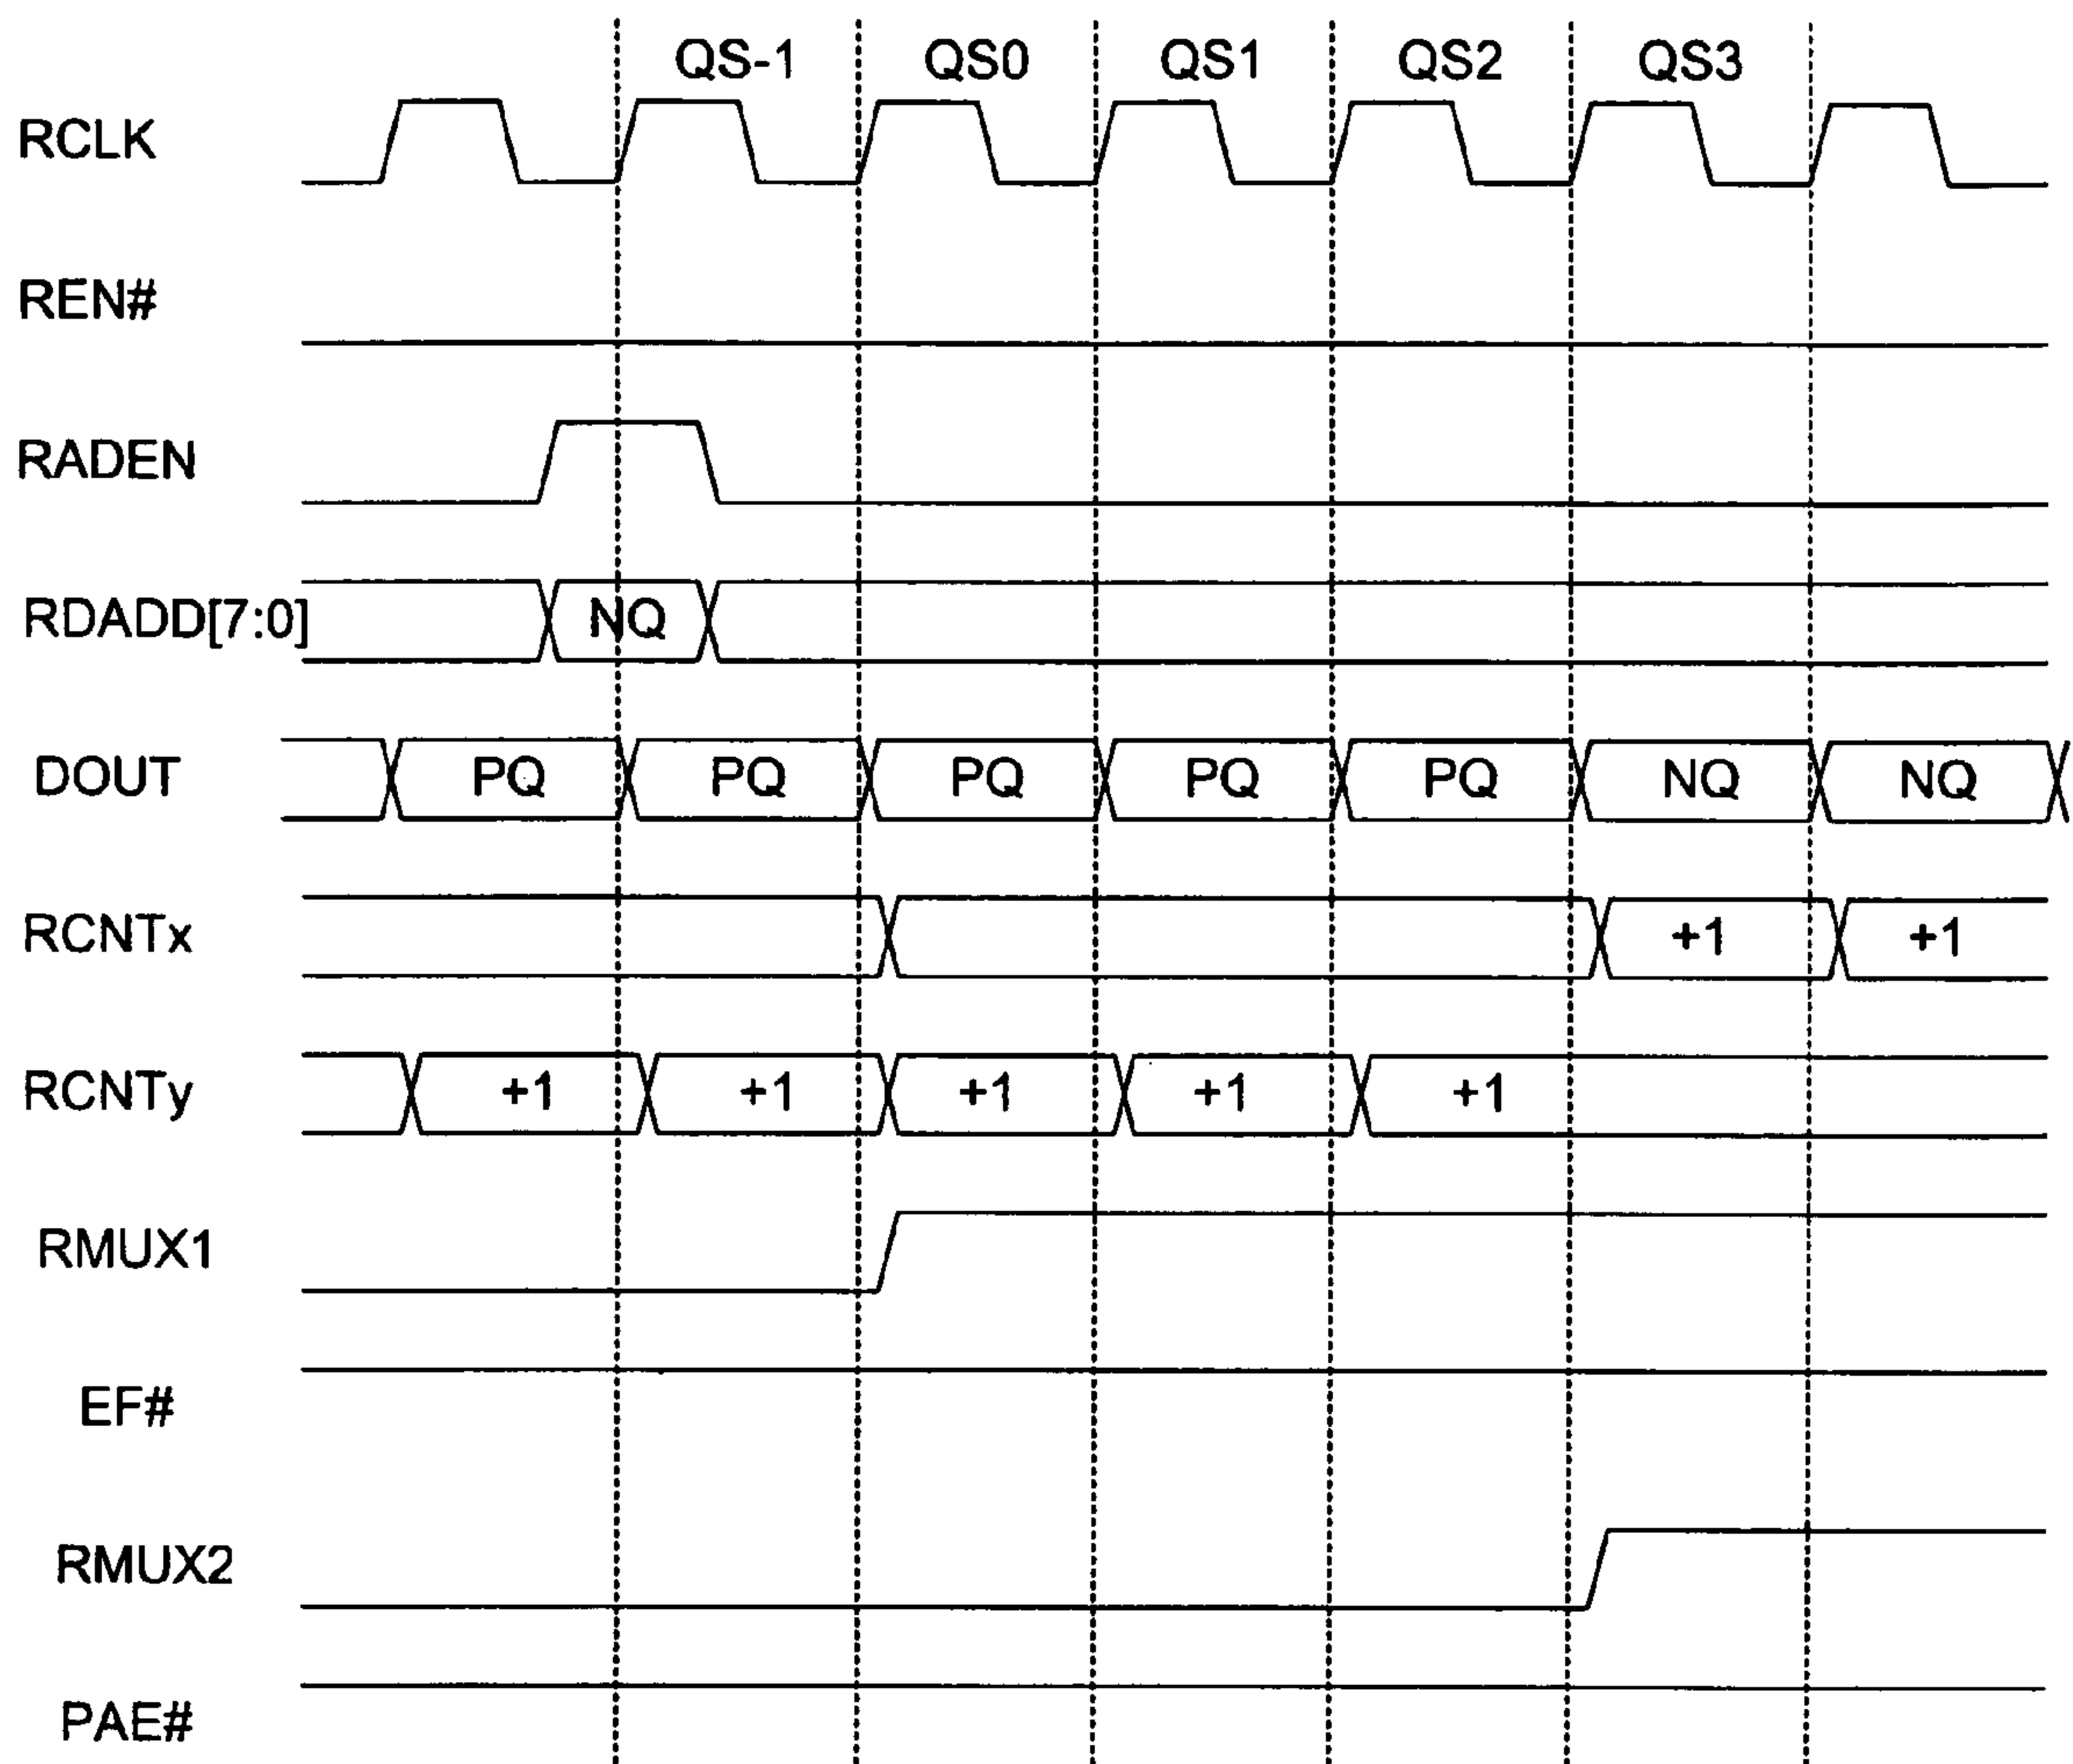 QS-1 QS0 QS1 QS2 QS3
RCLK
REN#
RADEN
RDADD[7:0] NQ
DOUT PQ PQ PQ PQ PQ NQ NQ
RCNTx +1 +1
RCNTy +1 +1 +1 +1 +1
RMUX1
EF#
RMUX2
PAE#